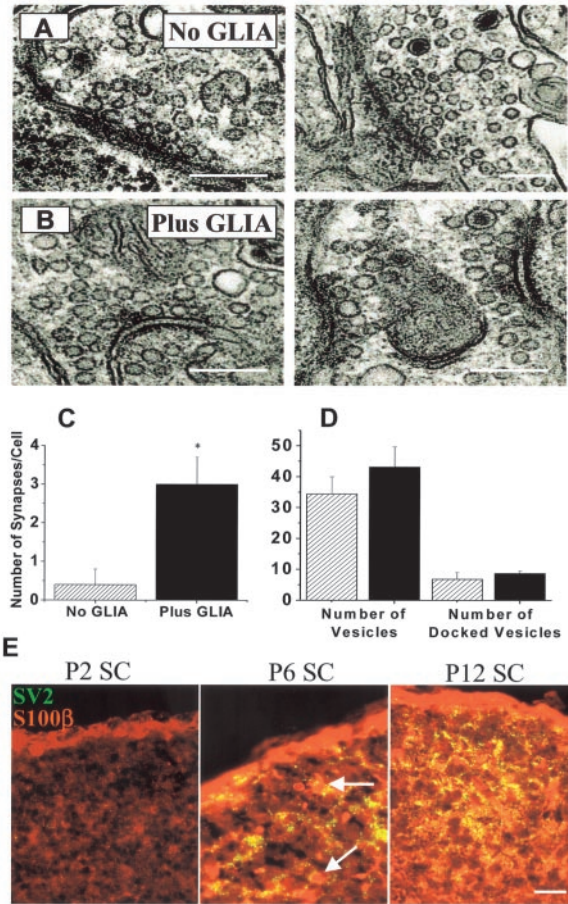 A
No GLIA
B
Plus GLIA
C
D
Number of Synapses/Cell
4
3
2
1
0
No GLIA
Plus GLIA
*
50
40
30
20
10
0
Number of
Vesicles
Number of
Docked Vesicles
E
P2 SC
P6 SC
P12 SC
SV2
S100β